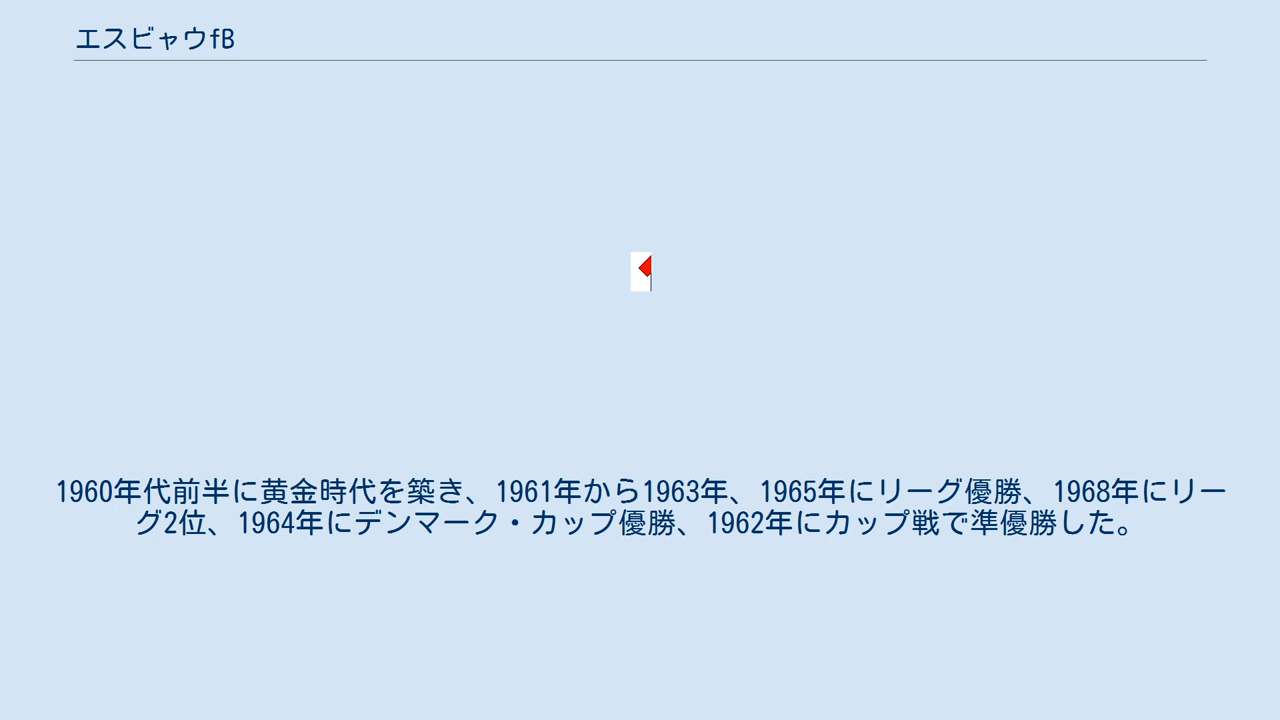 エスビャウfB
1960年代前半に黄金時代を築き、1961年から1963年、1965年にリーグ優勝、1968年にリー
グ2位、1964年にデンマーク・カップ優勝、1962年にカップ戦で準優勝した。